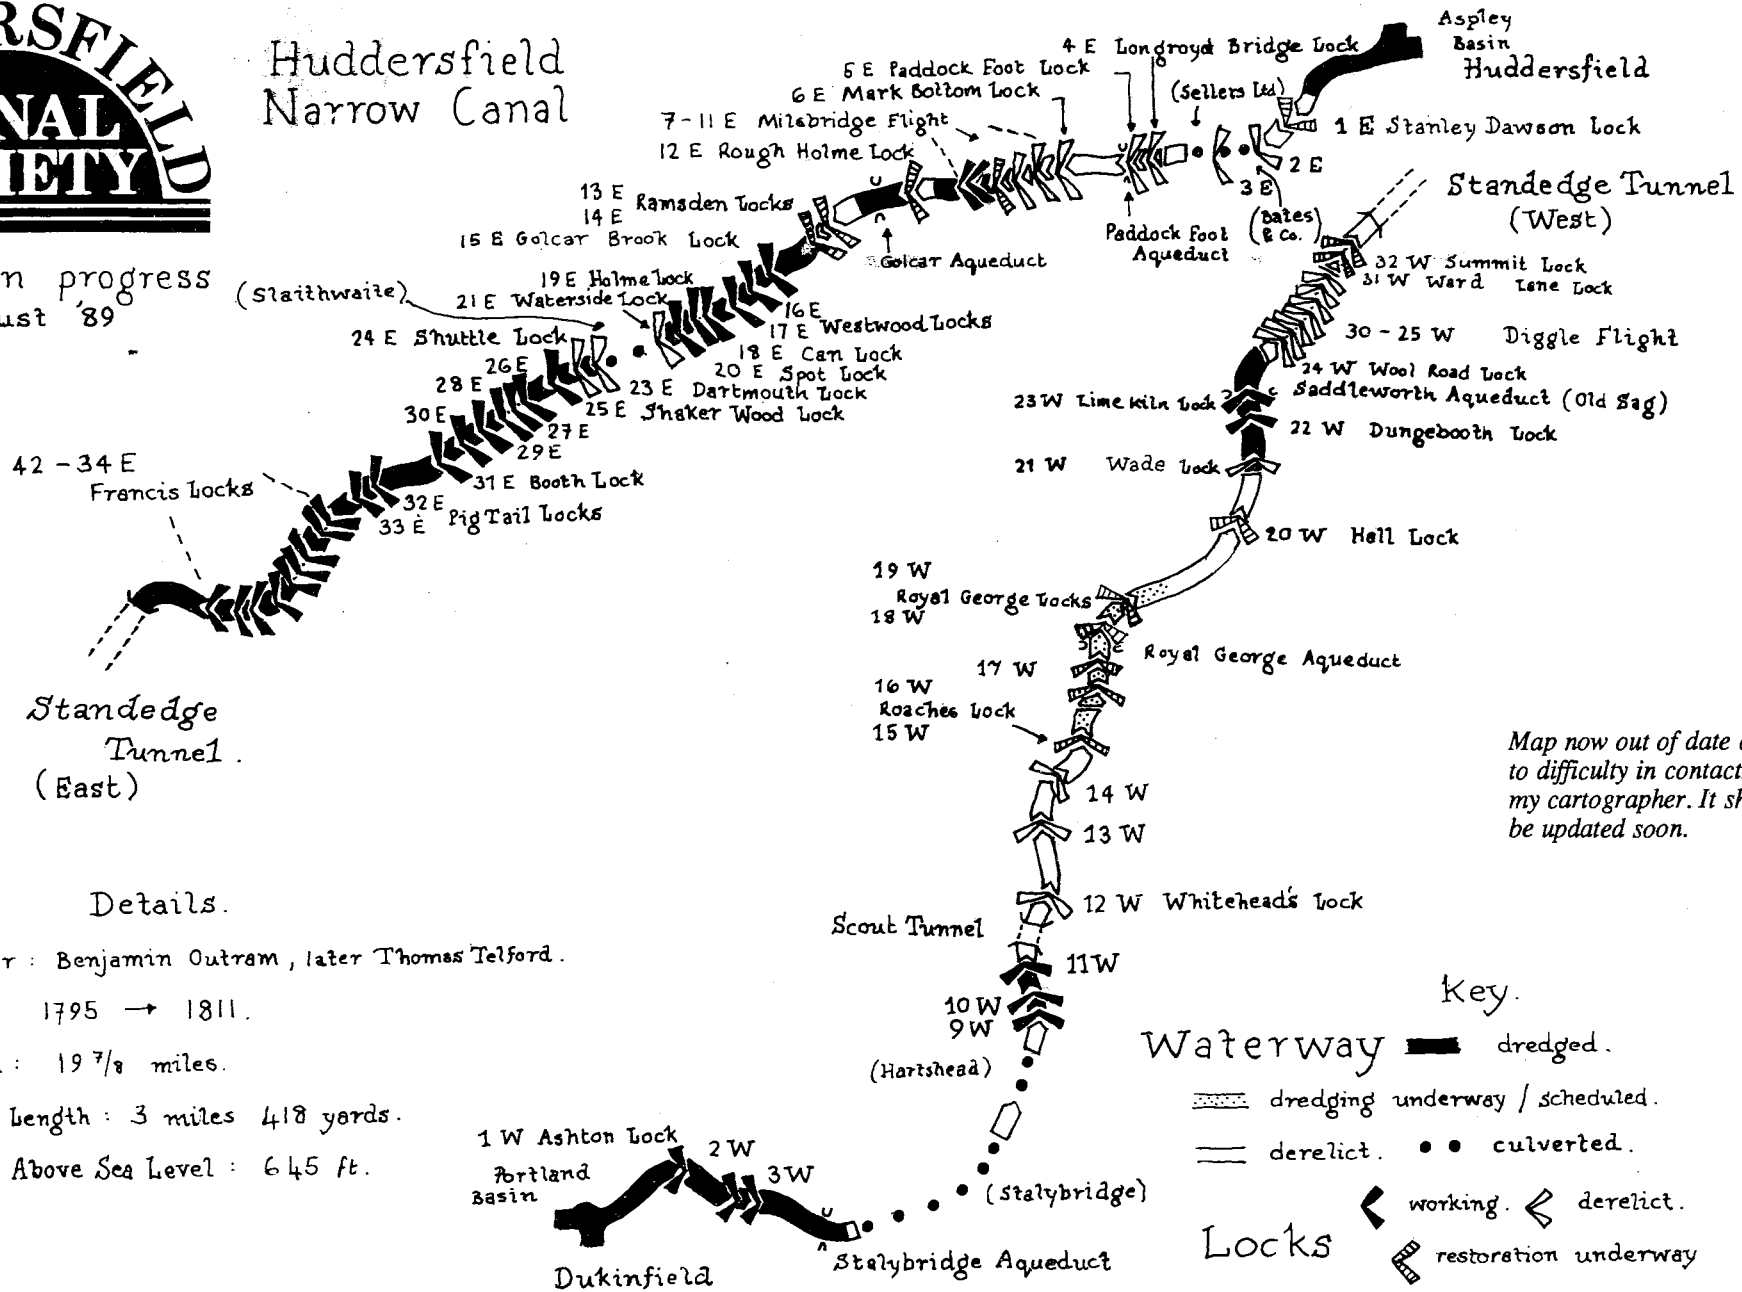 RSFIELD
NAL
IETY
n progress
ust '89
Huddersfield
Narrow Canal
Aspley
Basin
Huddersfield
4 E Longroyd Bridge Lock
5 E Paddock Foot Lock
6 E Mark Bottom Lock
(Sellers Ltd)
7 - 11 E Milsbridge Flight
12 E Rough Holme Lock
1 E Stanley Dawson Lock
2 E
3 E
(Bates
& Co.)
Paddock Foot
Aqueduct
13 E
14 E
Ramsden Locks
15 E Golcar Brook Lock
Golcar Aqueduct
19 E Holme Lock
(Slaithwaite)
21 E Waterside Lock
24 E Shuttle Lock
16 E
17 E Westwood Locks
18 E Can Lock
20 E Spot Lock
23 E Dartmouth Lock
25 E Shaker Wood Lock
26 E
28 E
30 E
27 E
29 E
31 E Booth Lock
32 E
33 E
Pig Tail Locks
42 - 34 E
Francis Locks
Standedge
Tunnel.
(East)
Standedge Tunnel
(West)
32 W Summit Lock
31 W Ward Lane Lock
30 - 25 W Diggle Flight
24 W Wool Road Lock
Saddleworth Aqueduct (Old Sag)
23 W Lime Kiln Lock
22 W Dungebooth Lock
21 W Wade Lock
20 W Hall Lock
19 W
Royal George Locks
18 W
Royal George Aqueduct
17 W
16 W
Roaches Lock
15 W
14 W
13 W
12 W Whitehead's Lock
Scout Tunnel
11 W
10 W
9 W
(Hartshead)
(Stalybridge)
1 W Ashton Lock
Portland
Basin
2 W
3 W
Stalybridge Aqueduct
Dukinfield
Map now out of date
to difficulty in contact
my cartographer. It sh
be updated soon.
Details.
r : Benjamin Outram, later Thomas Telford.
1795 → 1811.
: 19 7/8 miles.
Length : 3 miles 418 yards.
Above Sea Level : 645 ft.
Key.
Waterway dredged.
dredging underway / scheduled.
derelict. culverted.
working. derelict.
Locks
restoration underway